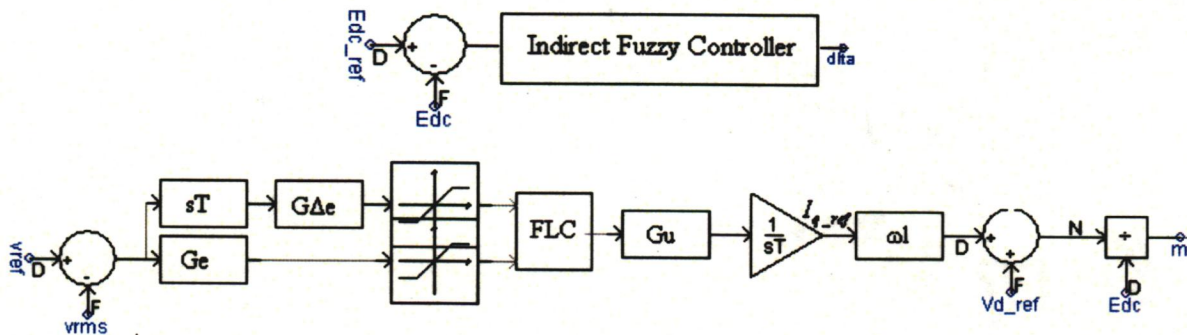 Edc_ref
D
+
-
F
Edc
Indirect Fuzzy Controller
dlta
vref
D
+
-
F
vrms
sT
GΔe
Ge
FLC
Gu
1
sT
I_q_ref
ωl
D
+
+
F
Vd_ref
N
÷
D
Edc
m